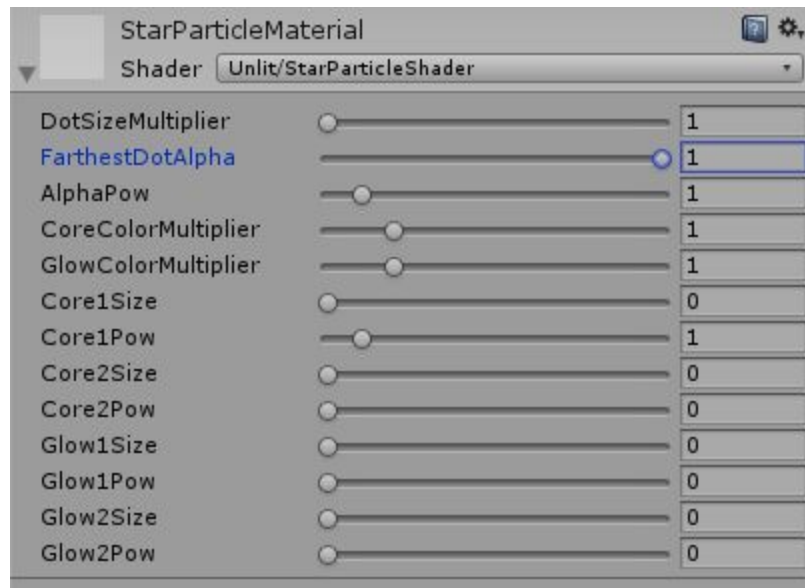 StarParticleMaterial
Shader Unlit/StarParticleShader
DotSizeMultiplier 1
FarthestDotAlpha 1
AlphaPow 1
CoreColorMultiplier 1
GlowColorMultiplier 1
Core1Size 0
Core1Pow 1
Core2Size 0
Core2Pow 0
Glow1Size 0
Glow1Pow 0
Glow2Size 0
Glow2Pow 0